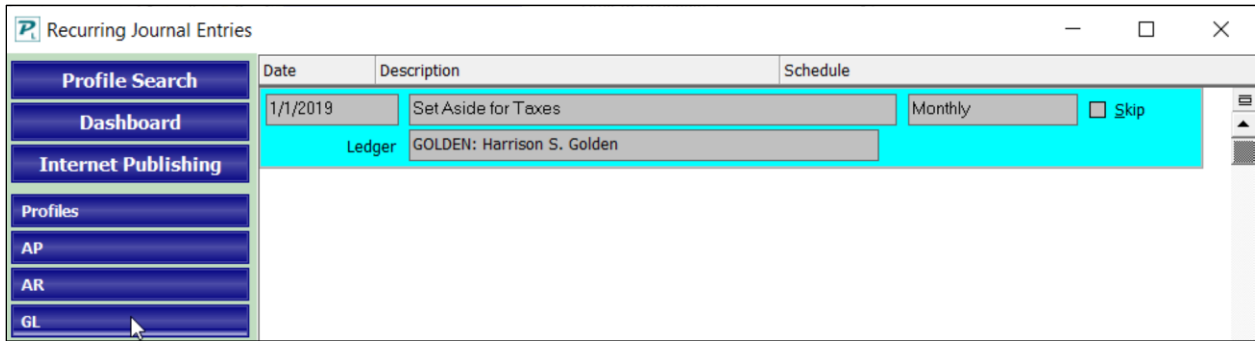 Recurring Journal Entries
Profile Search
Dashboard
Internet Publishing
Profiles
AP
AR
GL
Date Description Schedule
1/1/2019 Set Aside for Taxes Monthly Skip
Ledger GOLDEN: Harrison S. Golden